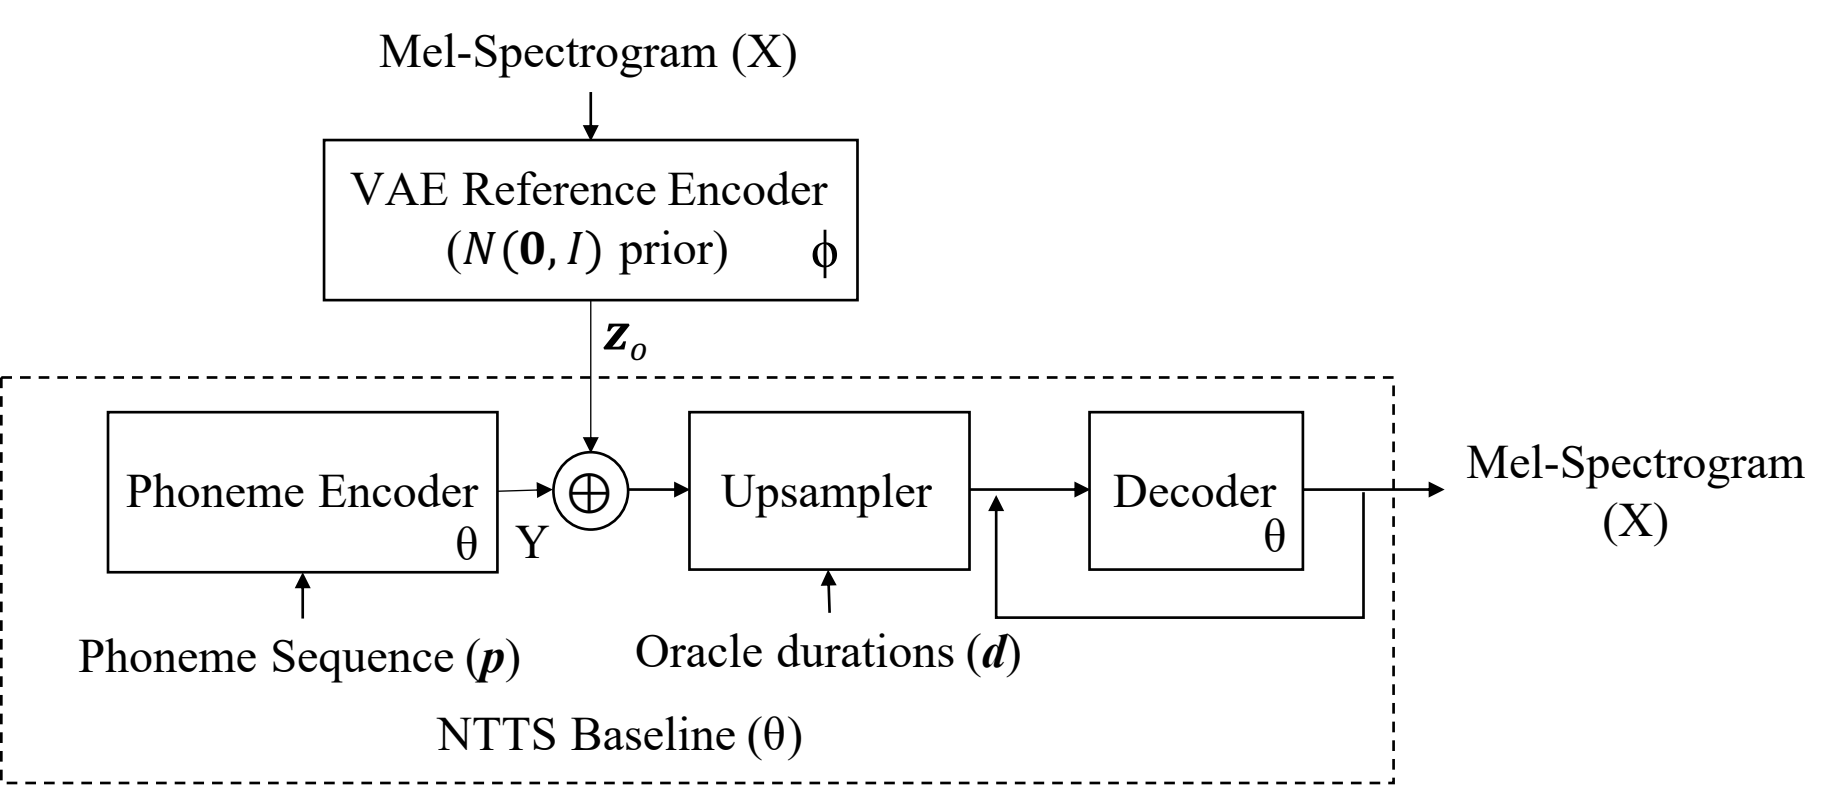 Mel-Spectrogram (X)
VAE Reference Encoder
(N(0, I) prior) ϕ
z_o
Phoneme Encoder
θ
Y
⊕
Upsampler
Decoder
θ
Mel-Spectrogram
(X)
Phoneme Sequence (p)
Oracle durations (d)
NTTS Baseline (θ)